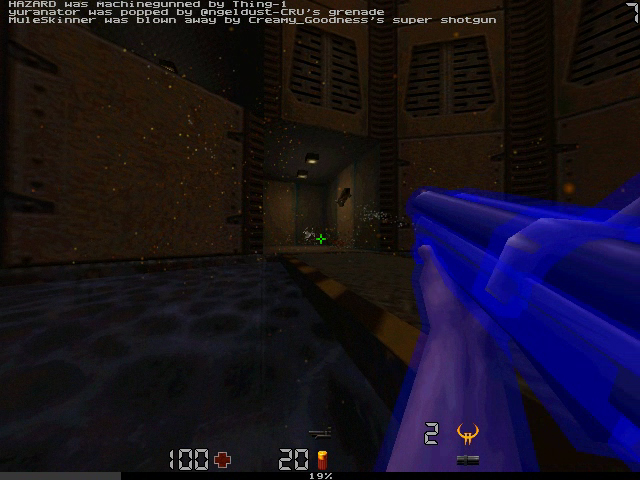 HAZARD was machinegunned by Thing-1
yuranator was popped by @ngeldust-CRU's grenade
MuleSkinner was blown away by Creamy_Goodness's super shotgun
7
2
100 20
19%